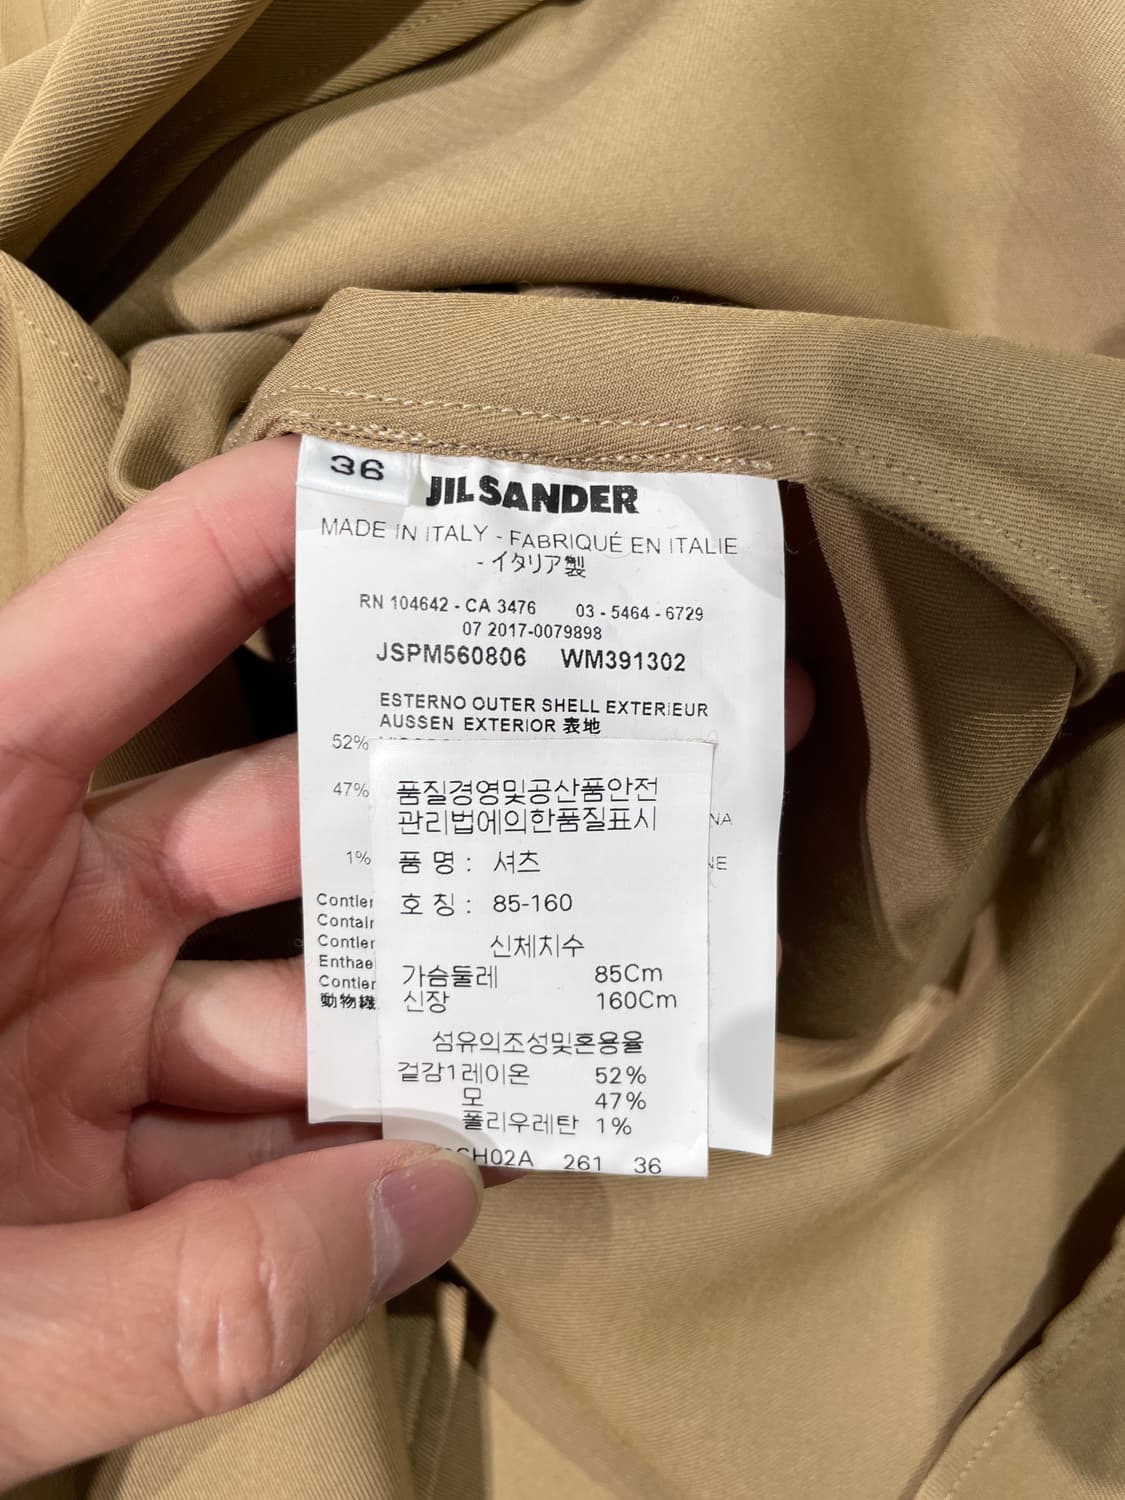 36
JIL SANDER
MADE IN ITALY - FABRIQUÉ EN ITALIE
- イタリア製
RN 104642 - CA 3476 03 - 5464 - 6729
07 2017-0079898
JSPM560806 WM391302
ESTERNO OUTER SHELL EXTERIEUR
AUSSEN EXTERIOR 表地
52%
47%
1%
품질경영및공산품안전
관리법에의한품질표시
품 명 : 셔츠
호 칭 : 85-160
신체치수
가슴둘레 85Cm
신장 160Cm
섬유의조성및혼용율
겉감1레이온 52%
모 47%
폴리우레탄 1%
261 36